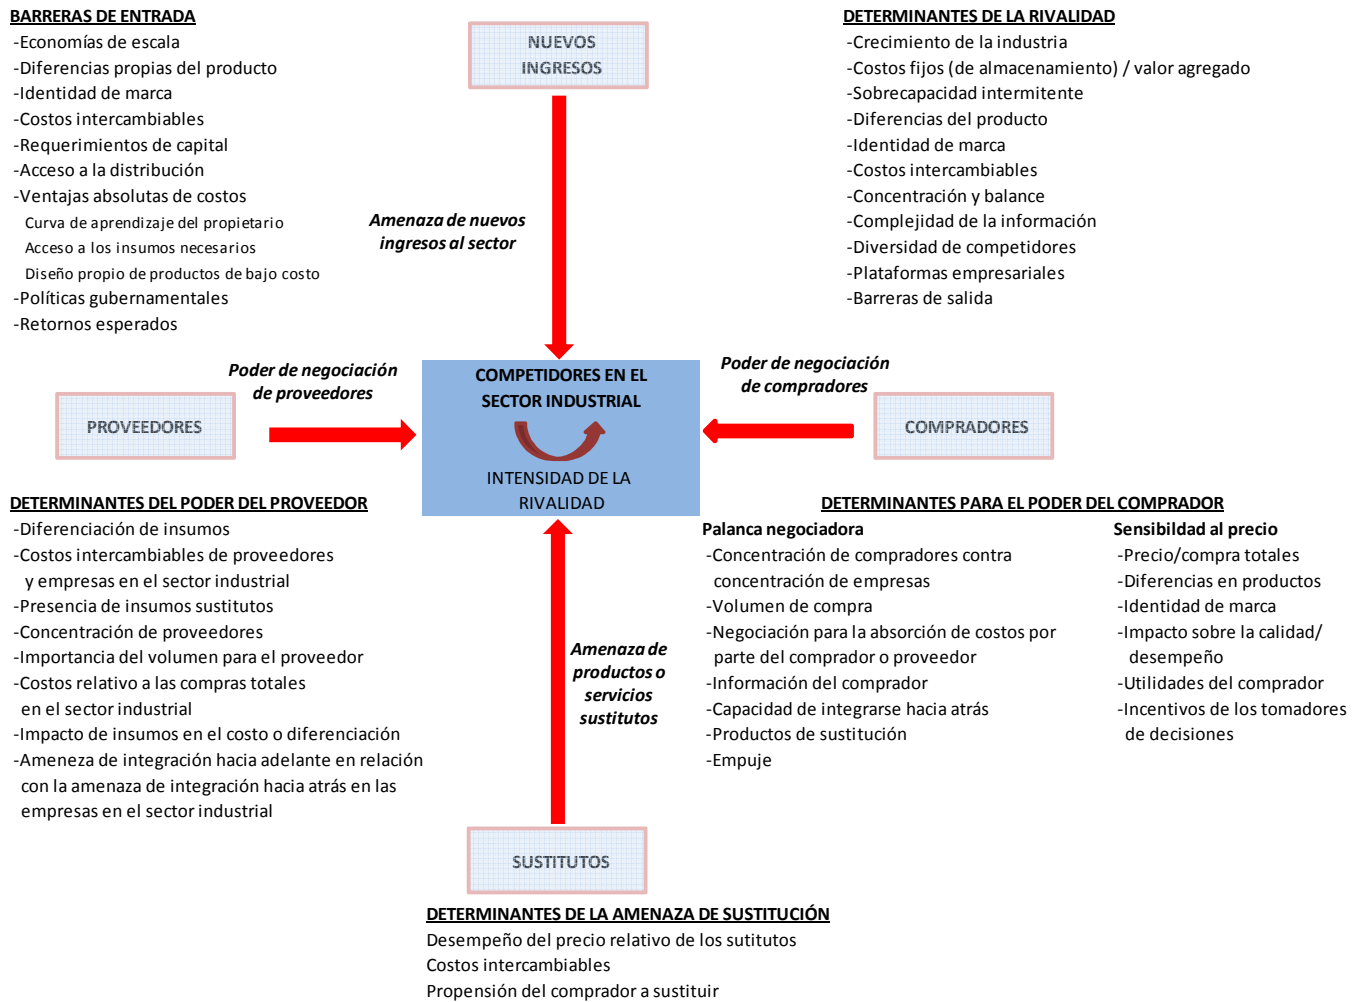 BARRERAS DE ENTRADA
-Economías de escala
-Diferencias propias del producto
-Identidad de marca
-Costos intercambiables
-Requerimientos de capital
-Acceso a la distribución
-Ventajas absolutas de costos
Curva de aprendizaje del propietario
Acceso a los insumos necesarios
Diseño propio de productos de bajo costo
-Políticas gubernamentales
-Retornos esperados
NUEVOS
INGRESOS
Amenaza de nuevos
ingresos al sector
DETERMINANTES DE LA RIVALIDAD
-Crecimiento de la industria
-Costos fijos (de almacenamiento) / valor agregado
-Sobrecapacidad intermitente
-Diferencias del producto
-Identidad de marca
-Costos intercambiables
-Concentración y balance
-Complejidad de la información
-Diversidad de competidores
-Plataformas empresariales
-Barreras de salida
Poder de negociación
de proveedores
PROVEEDORES
COMPETIDORES EN EL
SECTOR INDUSTRIAL
INTENSIDAD DE LA
RIVALIDAD
Poder de negociación
de compradores
COMPRADORES
DETERMINANTES DEL PODER DEL PROVEEDOR
-Diferenciación de insumos
-Costos intercambiables de proveedores
y empresas en el sector industrial
-Presencia de insumos sustitutos
-Concentración de proveedores
-Importancia del volumen para el proveedor
-Costos relativo a las compras totales
en el sector industrial
-Impacto de insumos en el costo o diferenciación
-Ameneza de integración hacia adelante en relación
con la amenaza de integración hacia atrás en las
empresas en el sector industrial
Amenaza de
productos o
servicios
sustitutos
DETERMINANTES PARA EL PODER DEL COMPRADOR
Palanca negociadora
-Concentración de compradores contra
concentración de empresas
-Volumen de compra
-Negociación para la absorción de costos por
parte del comprador o proveedor
-Información del comprador
-Capacidad de integrarse hacia atrás
-Productos de sustitución
-Empuje
Sensibildad al precio
-Precio/compra totales
-Diferencias en productos
-Identidad de marca
-Impacto sobre la calidad/
desempeño
-Utilidades del comprador
-Incentivos de los tomadores
de decisiones
SUSTITUTOS
DETERMINANTES DE LA AMENAZA DE SUSTITUCIÓN
Desempeño del precio relativo de los sutitutos
Costos intercambiables
Propensión del comprador a sustituir